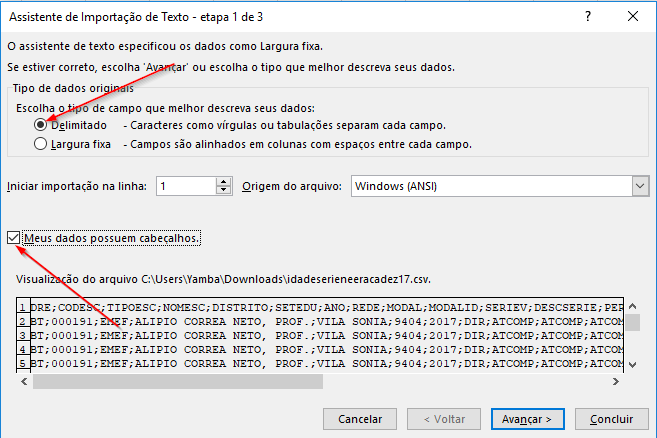 Assistente de Importação de Texto - etapa 1 de 3
?
O assistente de texto especificou os dados como Largura fixa.
Se estiver correto, escolha 'Avançar' ou escolha o tipo que melhor descreva seus dados.
Tipo de dados originais
Escolha o tipo de campo que melhor descreva seus dados:
Delimitado - Caracteres como vírgulas ou tabulações separam cada campo.
Largura fixa - Campos são alinhados em colunas com espaços entre cada campo.
Iniciar importação na linha: 1 Origem do arquivo: Windows (ANSI)
Meus dados possuem cabeçalhos.
Visualização do arquivo C:\Users\Yamba\Downloads\idadeserieneeracadez17.csv.
1 DRE;CODESC;TIPOESC;NOMESC;DISTRITO;SETEDU;ANO;REDE;MODAL;MODALID;SERIEV;DESCSERIE;PER
2 BT;000191;EMEF;ALIPIO CORREA NETO, PROF.;VILA SONIA;9404;2017;DIR;ATCOMP;ATCOMP;ATCOM
3 BT;000191;EMEF;ALIPIO CORREA NETO, PROF.;VILA SONIA;9404;2017;DIR;ATCOMP;ATCOMP;ATCOM
4 BT;000191;EMEF;ALIPIO CORREA NETO, PROF.;VILA SONIA;9404;2017;DIR;ATCOMP;ATCOMP;ATCOM
5 BT;000191;EMEF;ALIPIO CORREA NETO, PROF.;VILA SONIA;9404;2017;DIR;ATCOMP;ATCOMP;ATCOM
Cancelar < Voltar Avançar > Concluir